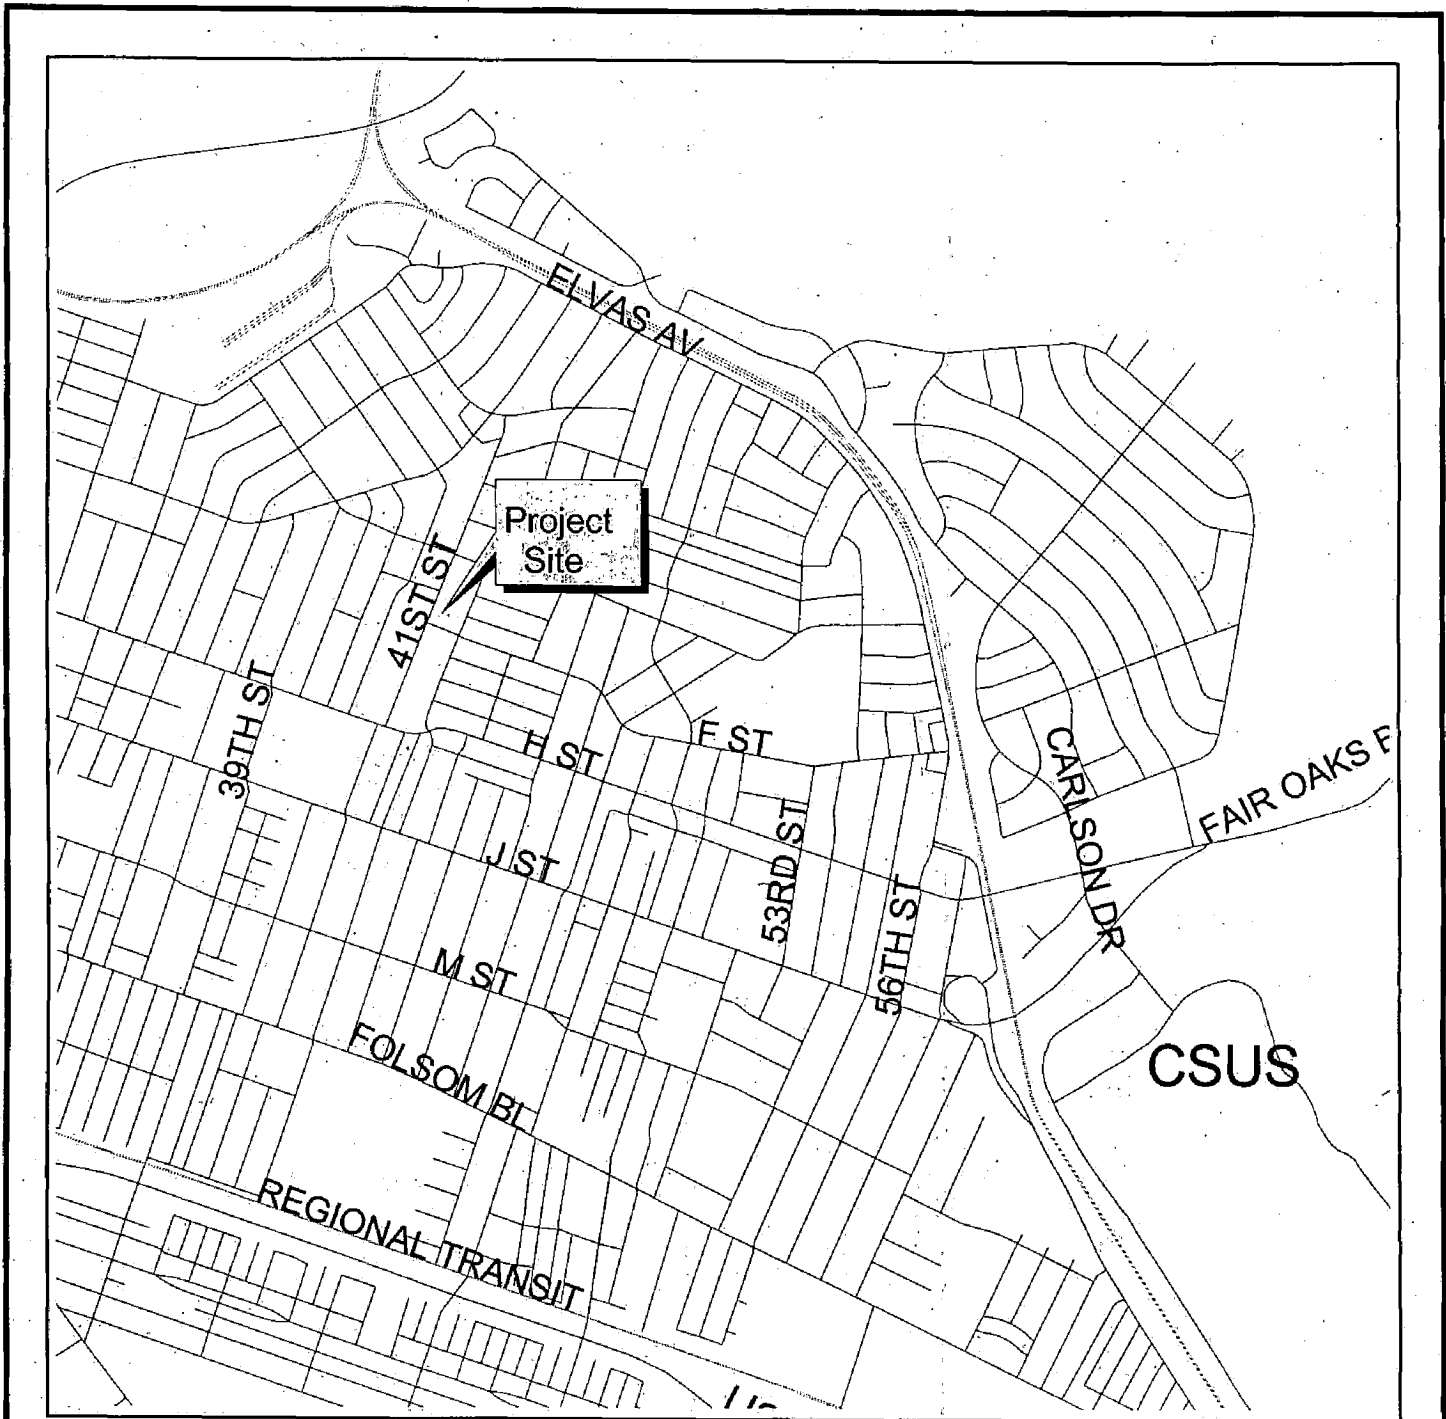 ELVAS AV
Project
Site
41ST ST
39TH ST
H ST
F ST
CARLSON DR
FAIR OAKS
J ST
53RD ST
56TH ST
M ST
FOLSOM BL
CSUS
REGIONAL TRANSIT